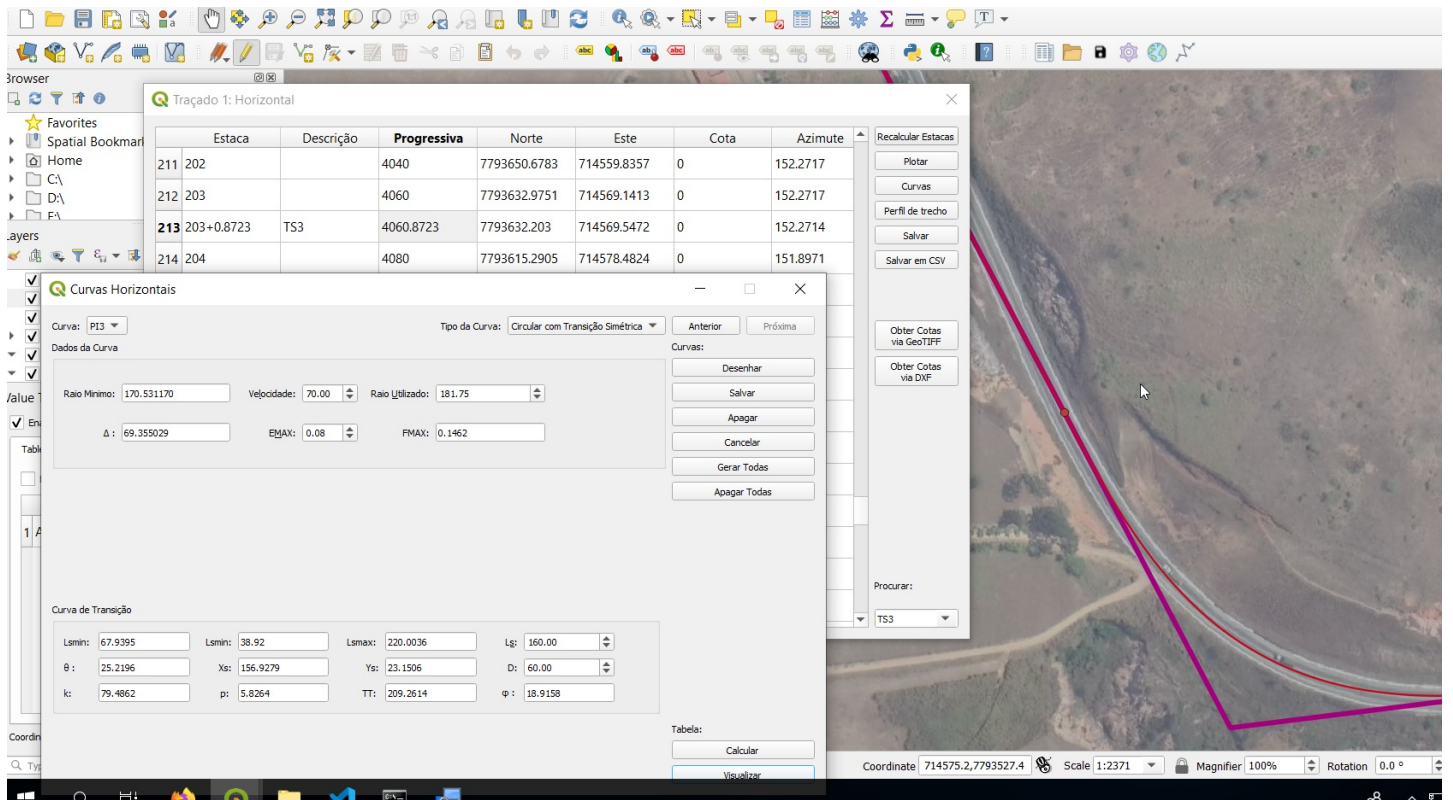 Browser
Favorites
Spatial Bookmar
Home
C:\
D:\
Layers
Traçado 1: Horizontal
Estaca Descrição Progressiva Norte Este Cota Azimute
211 202 4040 7793650.6783 714559.8357 0 152.2717
212 203 4060 7793632.9751 714569.1413 0 152.2717
213 203+0.8723 TS3 4060.8723 7793632.203 714569.5472 0 152.2714
214 204 4080 7793615.2905 714578.4824 0 151.8971
Recalcular Estacas
Plotar
Curvas
Perfil de trecho
Salvar
Salvar em CSV
Obter Cotas
via GeoTIFF
Obter Cotas
via DXF
Procurar:
TS3
Curvas Horizontais
Curva: PI3 Tipo da Curva: Circular com Transição Simétrica Anterior Próxima
Dados da Curva Curvas:
Raio Minimo: 170.531170 Velocidade: 70.00 Raio Utilizado: 181.75
Δ : 69.355029 EMAX: 0.08 FMAX: 0.1462
Desenhar
Salvar
Apagar
Cancelar
Gerar Todas
Apagar Todas
Curva de Transição
Lsmin: 67.9395 Lsmin: 38.92 Lsmax: 220.0036 Ls: 160.00
θ : 25.2196 Xs: 156.9279 Ys: 23.1506 D: 60.00
k: 79.4862 p: 5.8264 TT: 209.2614 φ : 18.9158
Tabela:
Calcular
Visualizar
Coordin
Coordinate 714575.2,7793527.4 Scale 1:2371 Magnifier 100% Rotation 0.0 °